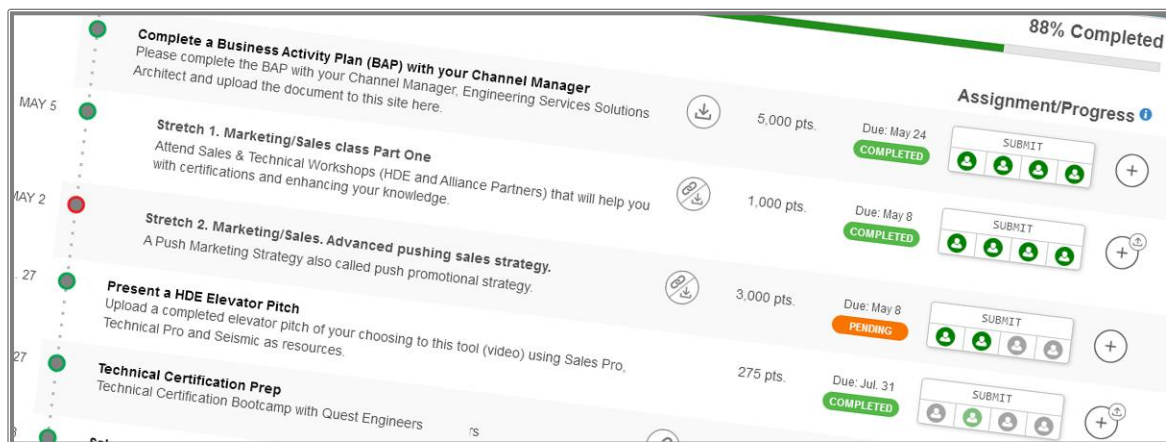 88% Completed
Assignment/Progress
Complete a Business Activity Plan (BAP) with your Channel Manager
Please complete the BAP with your Channel Manager, Engineering Services Solutions
Architect and upload the document to this site here.
5,000 pts.
Due: May 24
COMPLETED
SUBMIT
MAY 5
Stretch 1. Marketing/Sales class Part One
Attend Sales & Technical Workshops (HDE and Alliance Partners) that will help you
with certifications and enhancing your knowledge.
1,000 pts.
Due: May 8
COMPLETED
SUBMIT
MAY 2
Stretch 2. Marketing/Sales. Advanced pushing sales strategy.
A Push Marketing Strategy also called push promotional strategy.
3,000 pts.
Due: May 8
PENDING
SUBMIT
27
Present a HDE Elevator Pitch
Upload a completed elevator pitch of your choosing to this tool (video) using Sales Pro,
Technical Pro and Seismic as resources.
275 pts.
Due: Jul. 31
COMPLETED
SUBMIT
27
Technical Certification Prep
Technical Certification Bootcamp with Quest Engineers